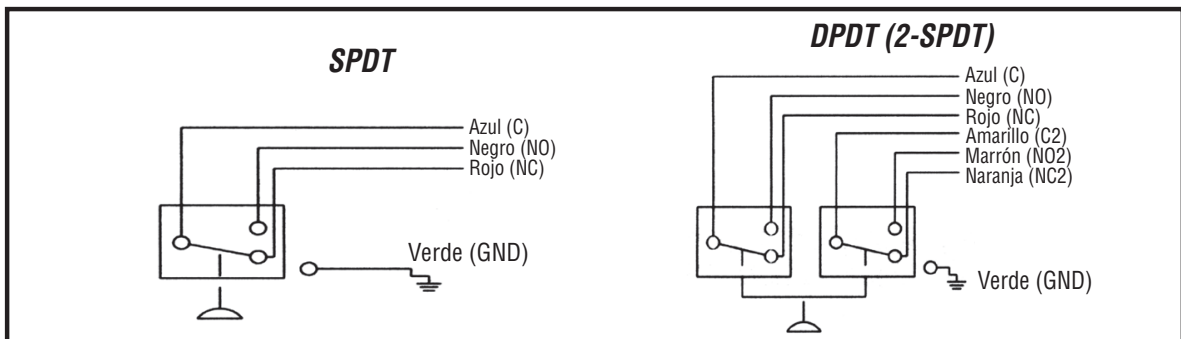 SPDT
Azul (C)
Negro (NO)
Rojo (NC)
Verde (GND)
DPDT (2-SPDT)
Azul (C)
Negro (NO)
Rojo (NC)
Amarillo (C2)
Marrón (NO2)
Naranja (NC2)
Verde (GND)